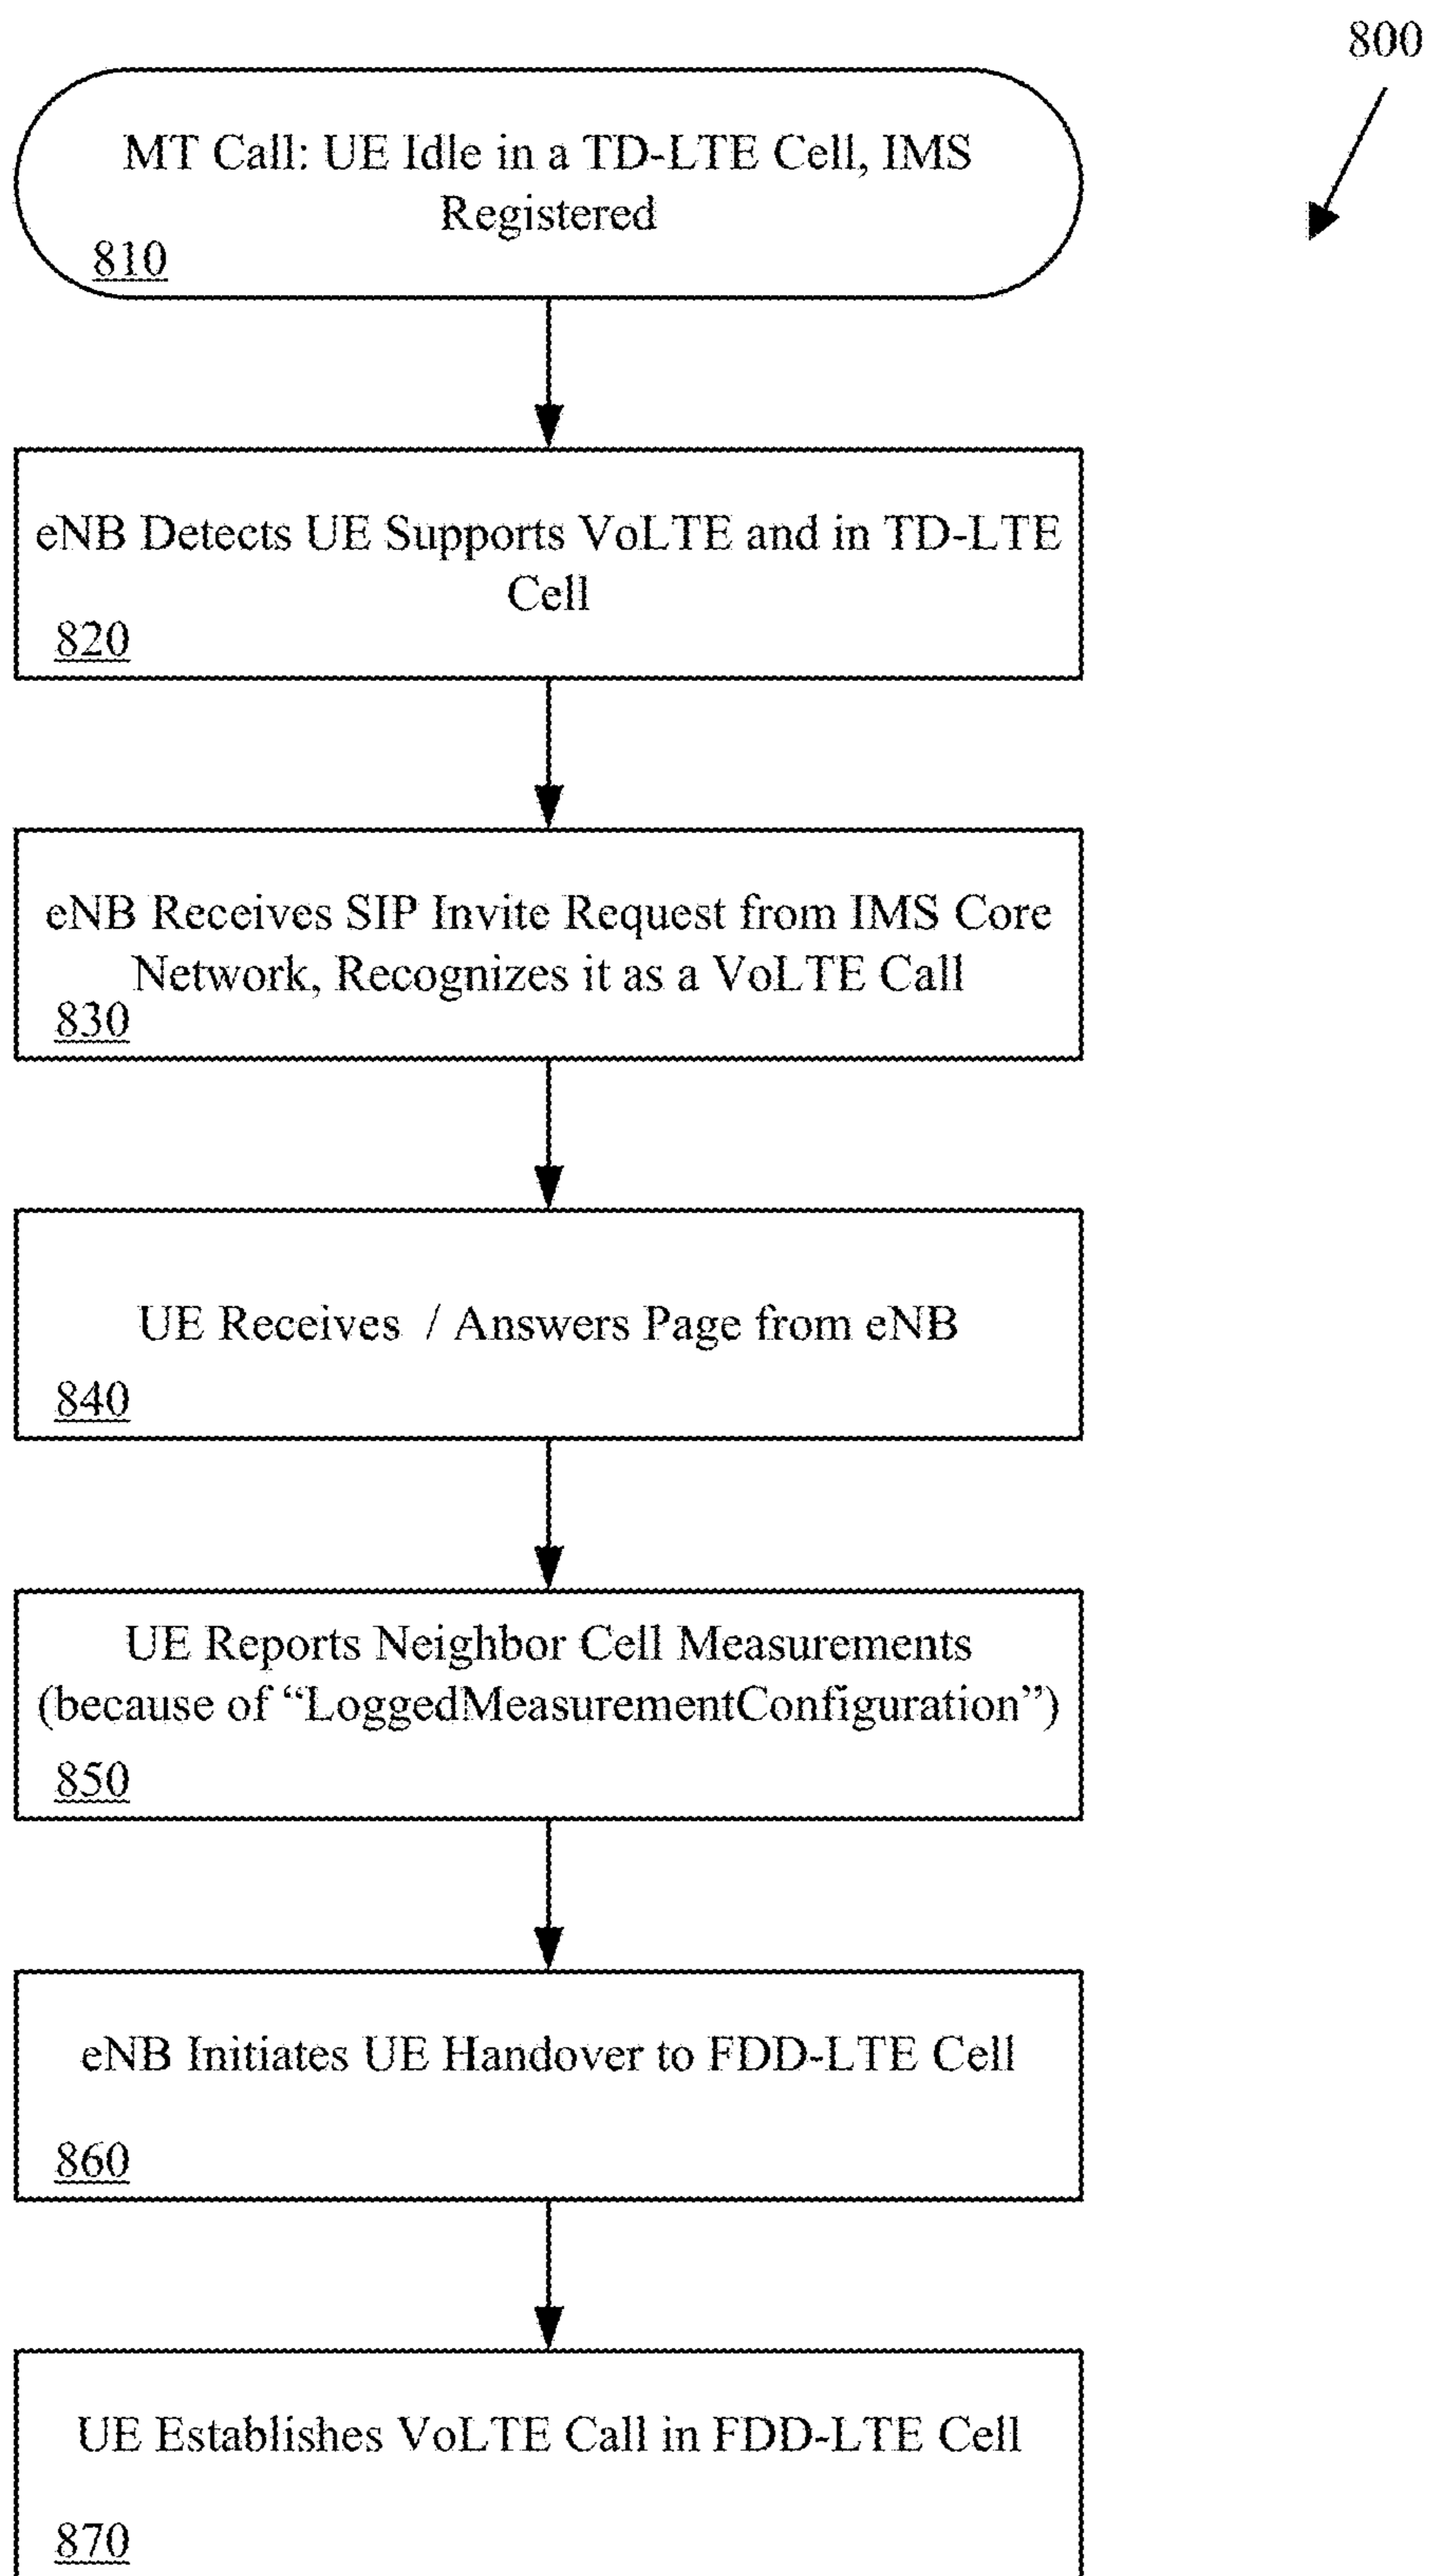 800
MT Call: UE Idle in a TD-LTE Cell, IMS
Registered
810
eNB Detects UE Supports VoLTE and in TD-LTE
Cell
820
eNB Receives SIP Invite Request from IMS Core
Network, Recognizes it as a VoLTE Call
830
UE Receives / Answers Page from eNB
840
UE Reports Neighbor Cell Measurements
(because of “LoggedMeasurementConfiguration”)
850
eNB Initiates UE Handover to FDD-LTE Cell
860
UE Establishes VoLTE Call in FDD-LTE Cell
870